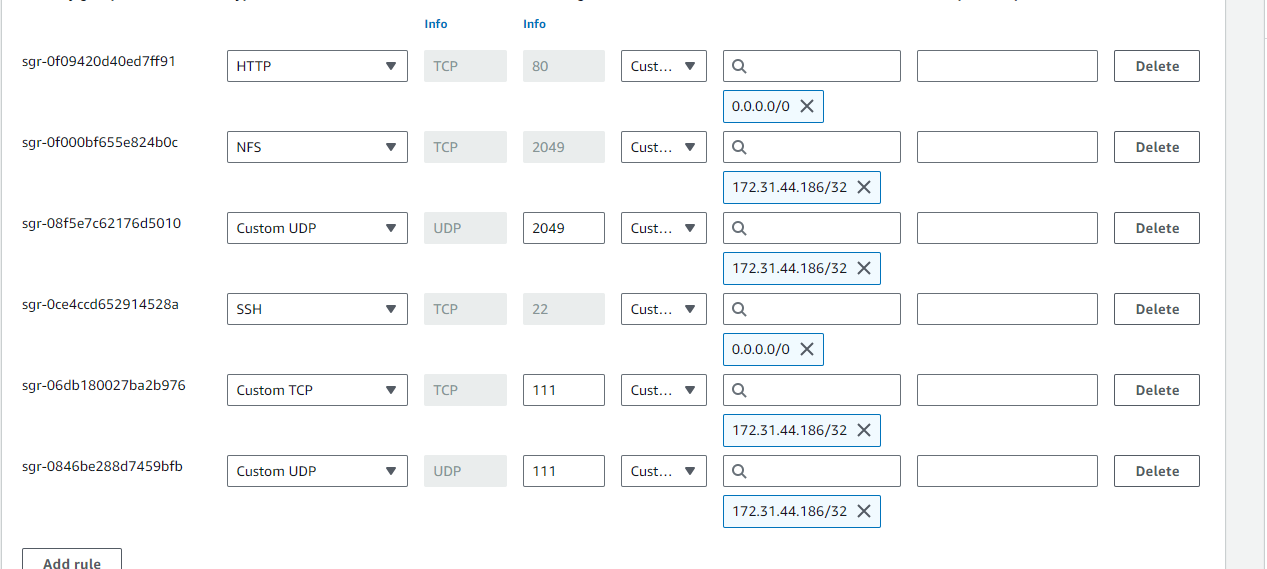 Info Info
sgr-0f09420d40ed7ff91 HTTP TCP 80 Cust... Delete
0.0.0.0/0
sgr-0f000bf655e824b0c NFS TCP 2049 Cust... Delete
172.31.44.186/32
sgr-08f5e7c62176d5010 Custom UDP UDP 2049 Cust... Delete
172.31.44.186/32
sgr-0ce4ccd652914528a SSH TCP 22 Cust... Delete
0.0.0.0/0
sgr-06db180027ba2b976 Custom TCP TCP 111 Cust... Delete
172.31.44.186/32
sgr-0846be288d7459bfb Custom UDP UDP 111 Cust... Delete
172.31.44.186/32
Add rule